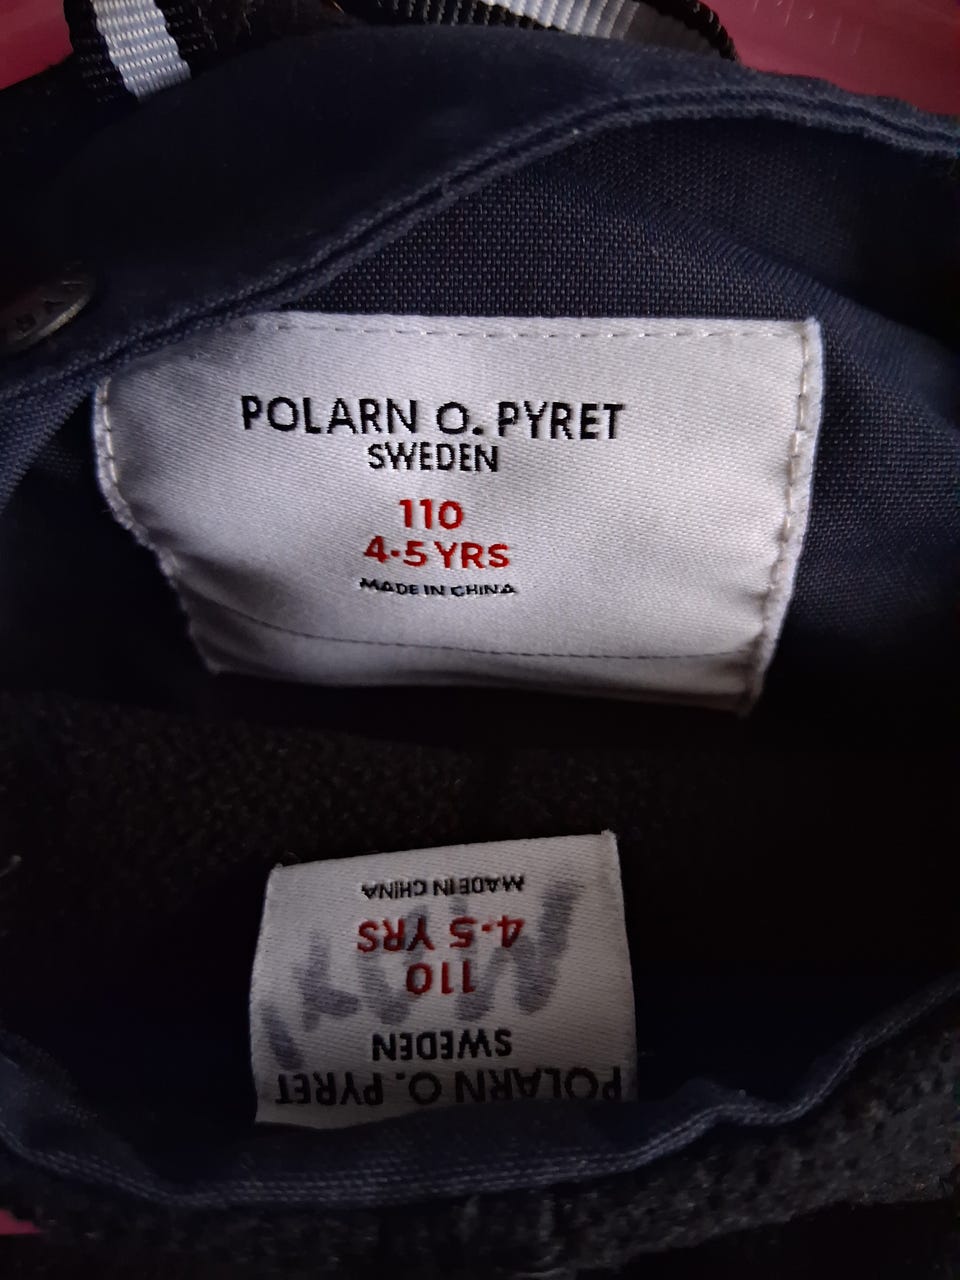 POLARN O. PYRET
SWEDEN
110
4-5 YRS
MADE IN CHINA
POLARN O. PYRET
SWEDEN
110
4-5 YRS
MADE IN CHINA